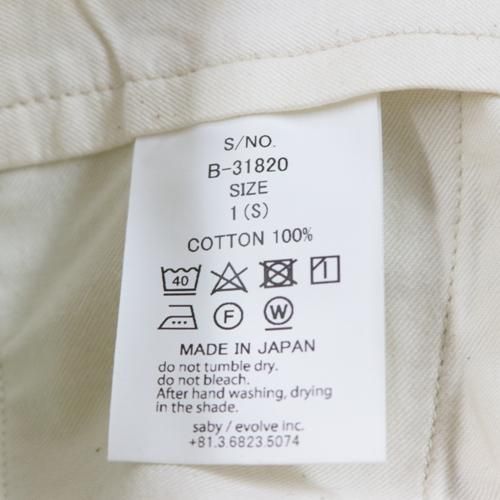 S/NO.
B-31820
SIZE
1(S)
COTTON 100%
40
F W
MADE IN JAPAN
do not tumble dry.
do not bleach.
After hand washing, drying
in the shade.
saby / evolve inc.
+81.3 6823.5074